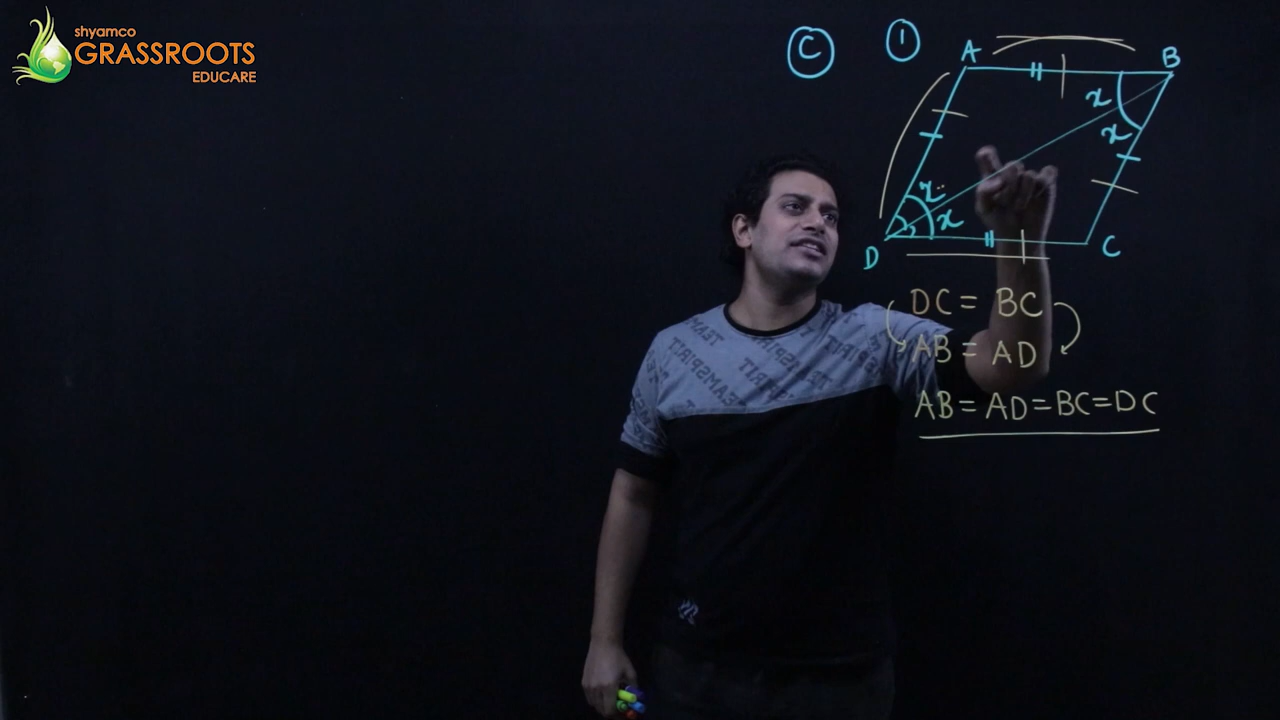 shyamco
GRASSROOTS
EDUCARE
C 1
A B
x
x
x
x
D C
DC = BC
AB = AD
AB = AD = BC = DC